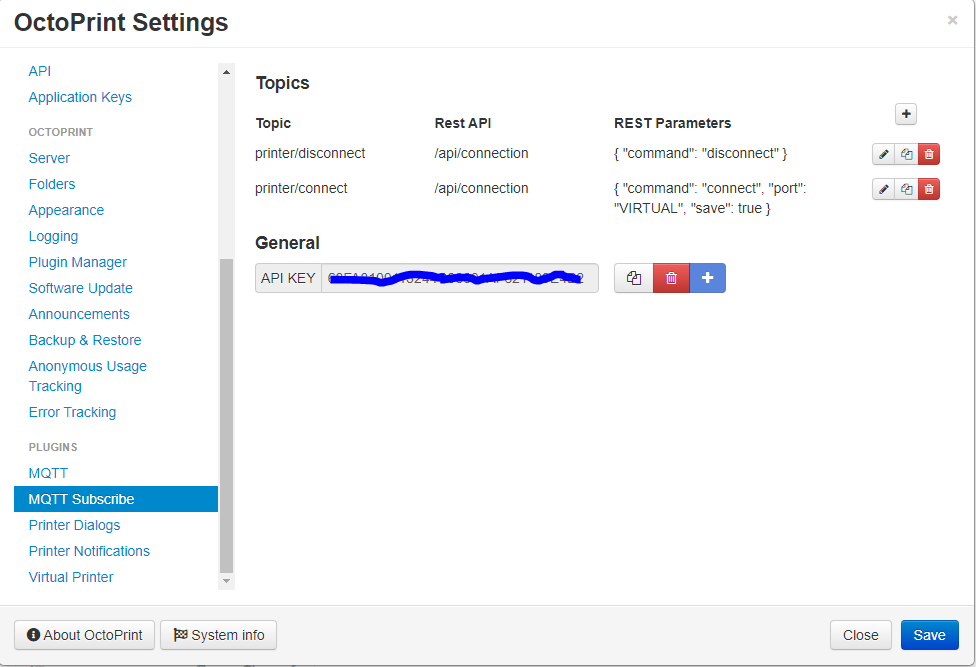 OctoPrint Settings
×
API
Application Keys
OCTOPRINT
Server
Folders
Appearance
Logging
Plugin Manager
Software Update
Announcements
Backup & Restore
Anonymous Usage
Tracking
Error Tracking
PLUGINS
MQTT
MQTT Subscribe
Printer Dialogs
Printer Notifications
Virtual Printer
Topics
Topic Rest API REST Parameters
printer/disconnect /api/connection { "command": "disconnect" }
printer/connect /api/connection { "command": "connect", "port":
"VIRTUAL", "save": true }
General
API KEY
About OctoPrint System info Close Save